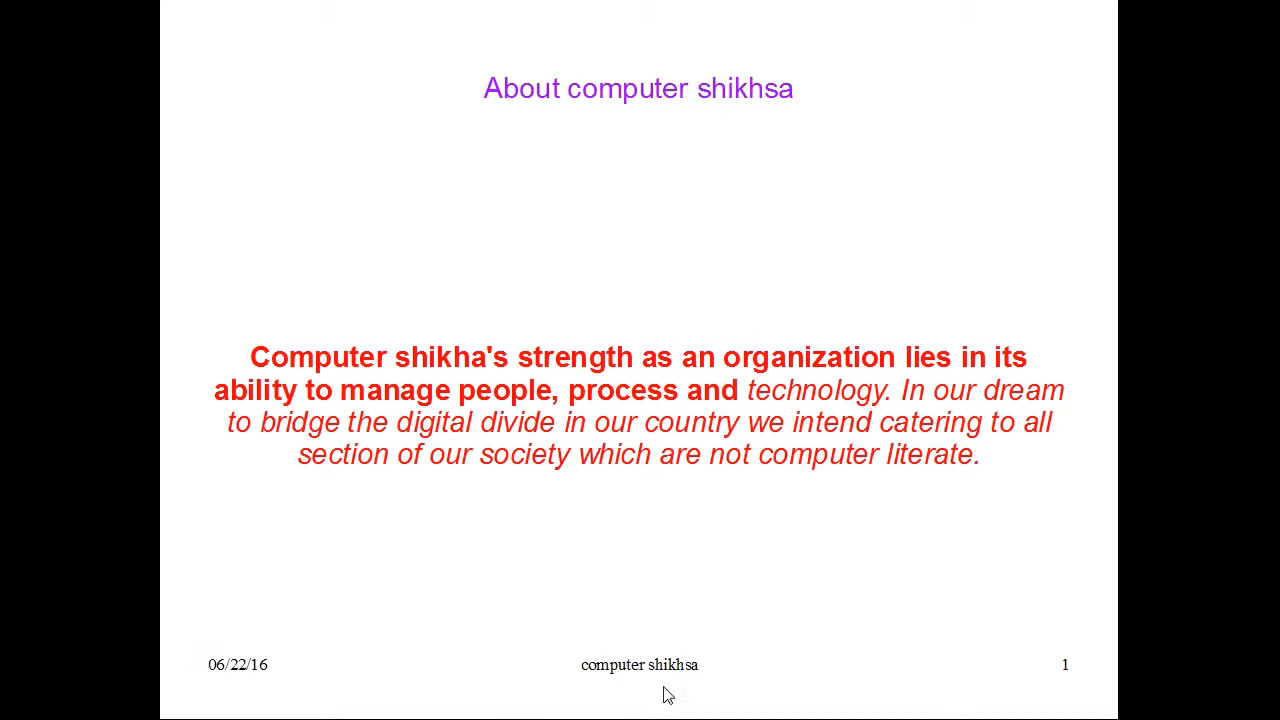 About computer shikhsa
Computer shikha's strength as an organization lies in its
ability to manage people, process and technology. In our dream
to bridge the digital divide in our country we intend catering to all
section of our society which are not computer literate.
06/22/16 computer shikhsa 1